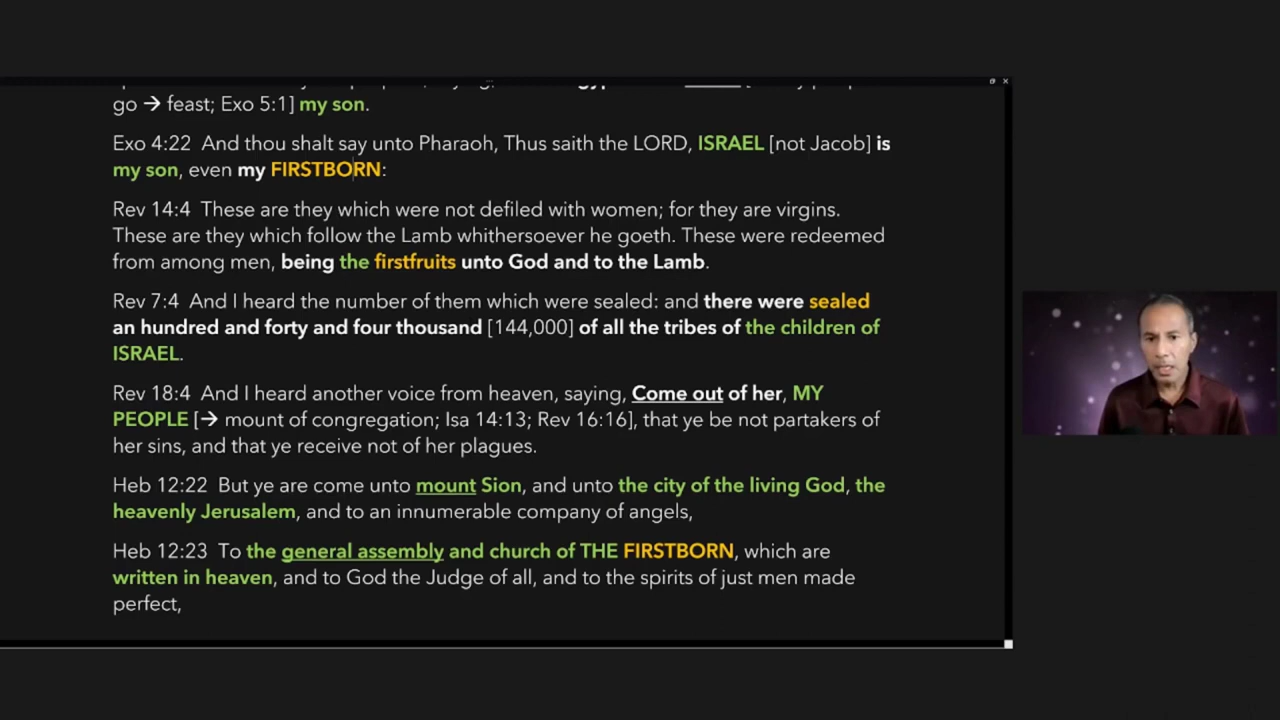 go → feast; Exo 5:1] my son.
Exo 4:22 And thou shalt say unto Pharaoh, Thus saith the LORD, ISRAEL [not Jacob] is
my son, even my FIRSTBORN:
Rev 14:4 These are they which were not defiled with women; for they are virgins.
These are they which follow the Lamb whithersoever he goeth. These were redeemed
from among men, being the firstfruits unto God and to the Lamb.
Rev 7:4 And I heard the number of them which were sealed: and there were sealed
an hundred and forty and four thousand [144,000] of all the tribes of the children of
ISRAEL.
Rev 18:4 And I heard another voice from heaven, saying, Come out of her, MY
PEOPLE [→ mount of congregation; Isa 14:13; Rev 16:16], that ye be not partakers of
her sins, and that ye receive not of her plagues.
Heb 12:22 But ye are come unto mount Sion, and unto the city of the living God, the
heavenly Jerusalem, and to an innumerable company of angels,
Heb 12:23 To the general assembly and church of THE FIRSTBORN, which are
written in heaven, and to God the Judge of all, and to the spirits of just men made
perfect,